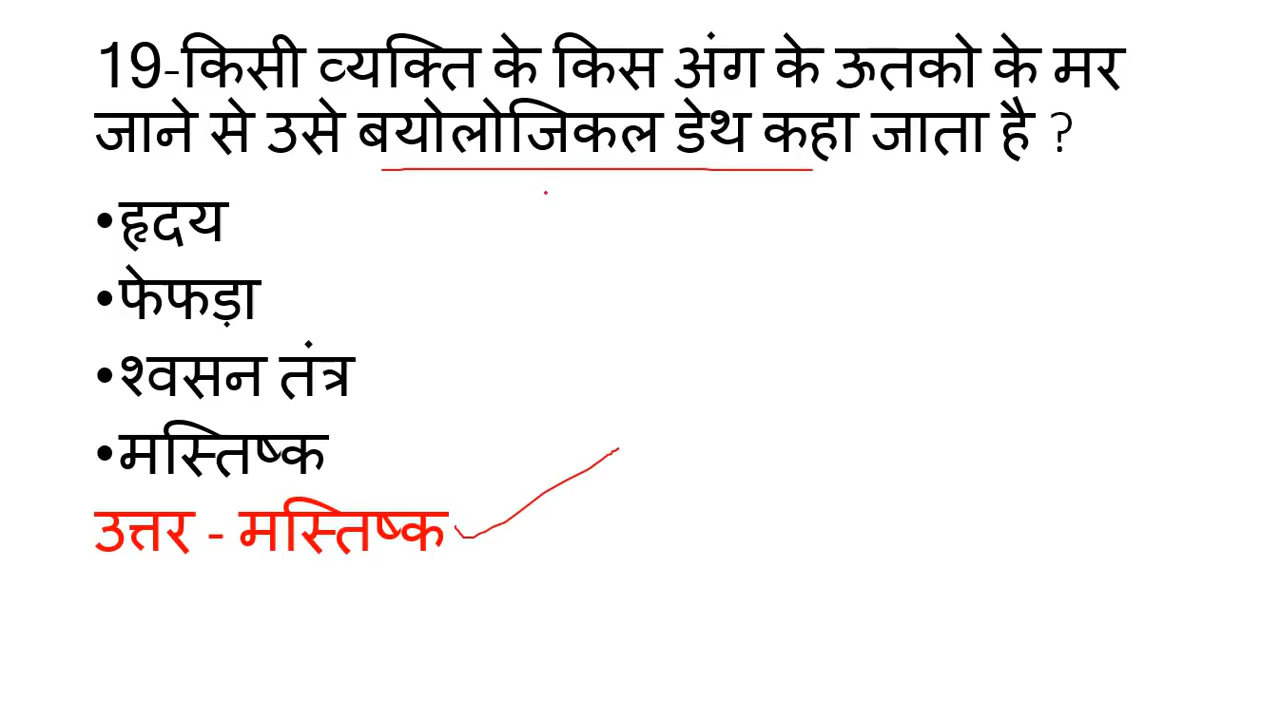 19-किसी व्यक्ति के किस अंग के ऊतको के मर
जाने से उसे बयोलोजिकल डेथ कहा जाता है ?
•हृदय
•फेफड़ा
•श्वसन तंत्र
•मस्तिष्क
उत्तर - मस्तिष्क